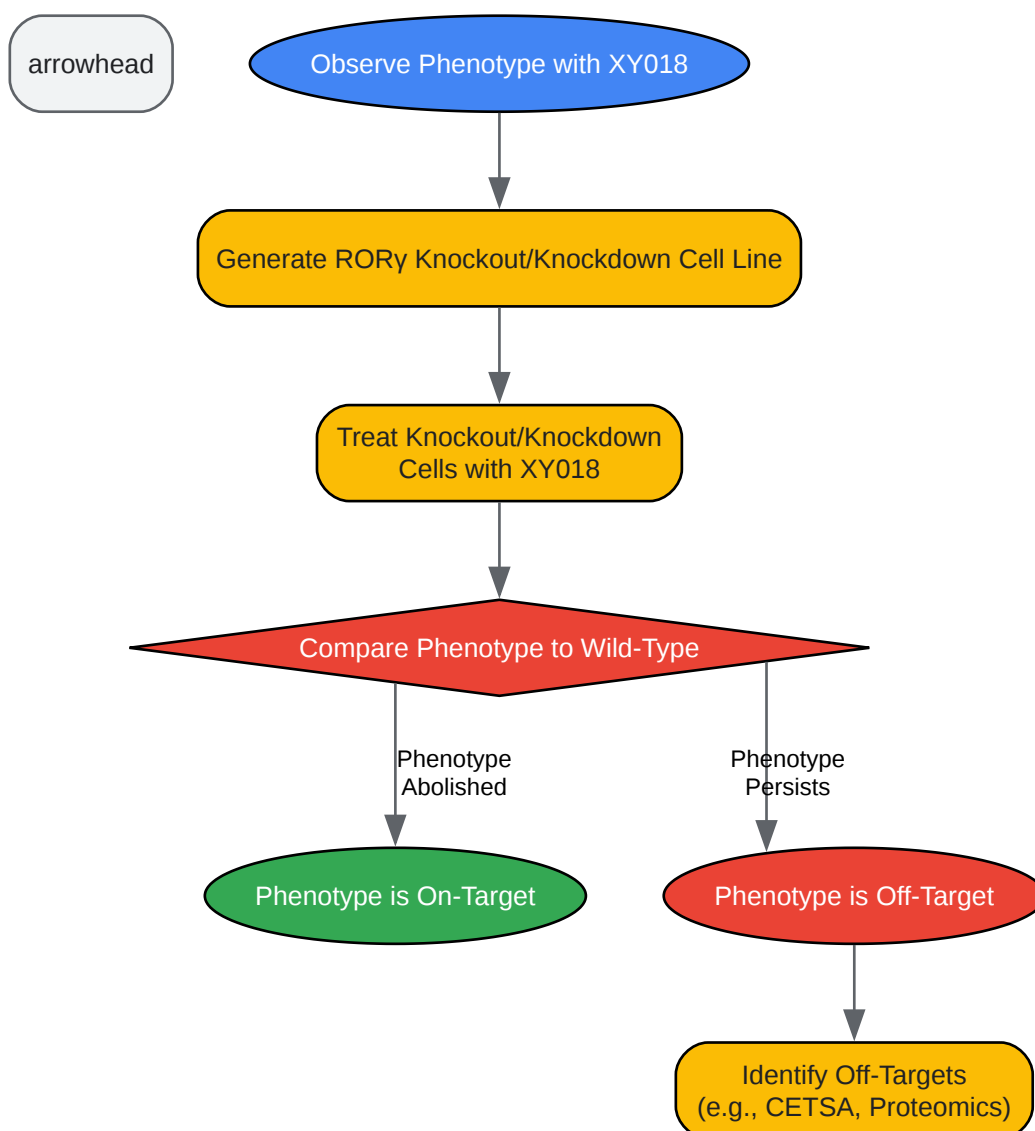 arrowhead
Observe Phenotype with XY018
Generate RORγ Knockout/Knockdown Cell Line
Treat Knockout/Knockdown
Cells with XY018
Compare Phenotype to Wild-Type
Phenotype
Abolished
Phenotype
Persists
Phenotype is On-Target
Phenotype is Off-Target
Identify Off-Targets
(e.g., CETSA, Proteomics)